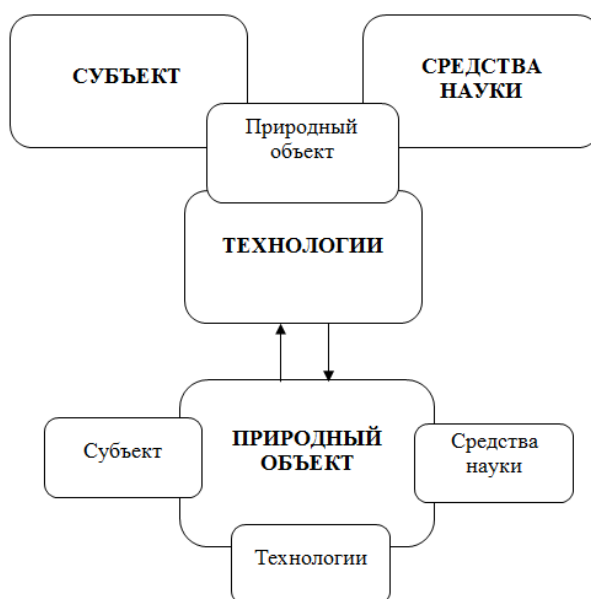 СУБЪЕКТ
СРЕДСТВА
НАУКИ
Природный
объект
ТЕХНОЛОГИИ
Субъект
ПРИРОДНЫЙ
ОБЪЕКТ
Средства
науки
Технологии